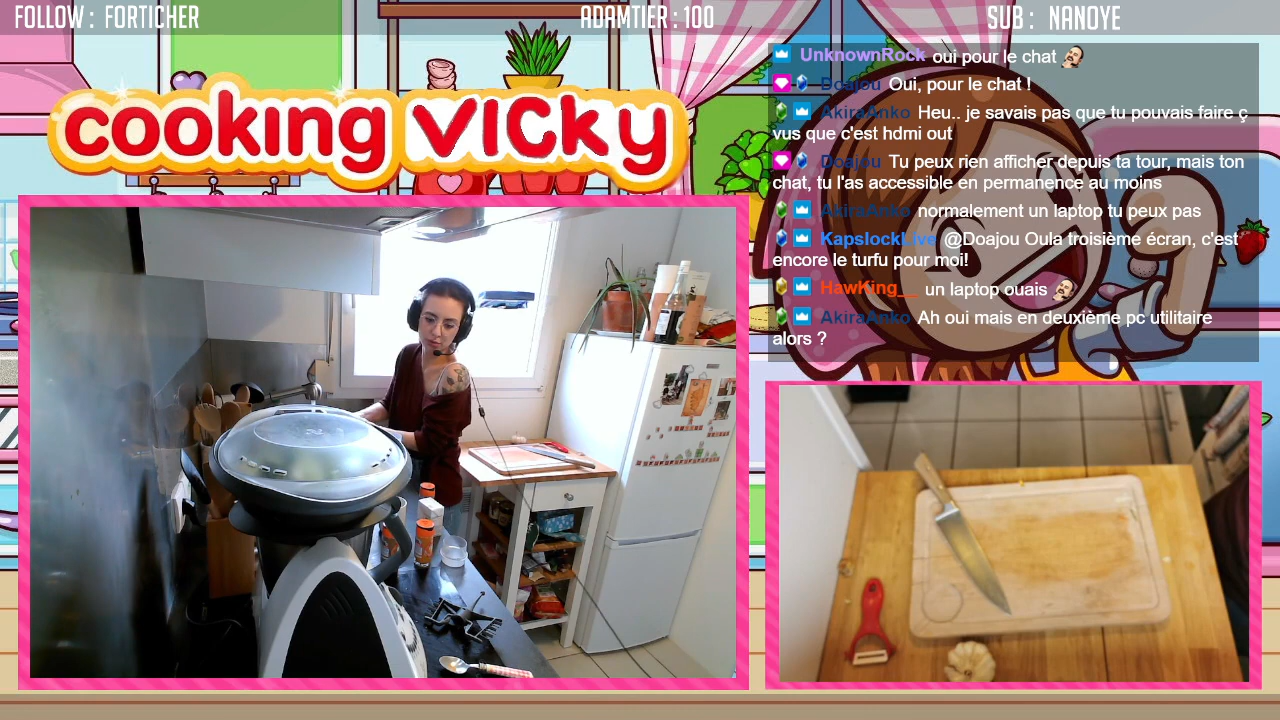 FOLLOW : FORTICHER
ADAMTIER : 100
SUB : NANOYE
cooking VICKY
UnknownRock oui pour le chat
Doajou Oui, pour le chat !
AkiraAnko Heu.. je savais pas que tu pouvais faire ç
vus que c'est hdmi out
Doajou Tu peux rien afficher depuis ta tour, mais ton
chat, tu l'as accessible en permanence au moins
AkiraAnko normalement un laptop tu peux pas
KapslockLive @Doajou Oula troisième écran, c'est
encore le turfu pour moi!
HawKing__ un laptop ouais
AkiraAnko Ah oui mais en deuxième pc utilitaire
alors ?